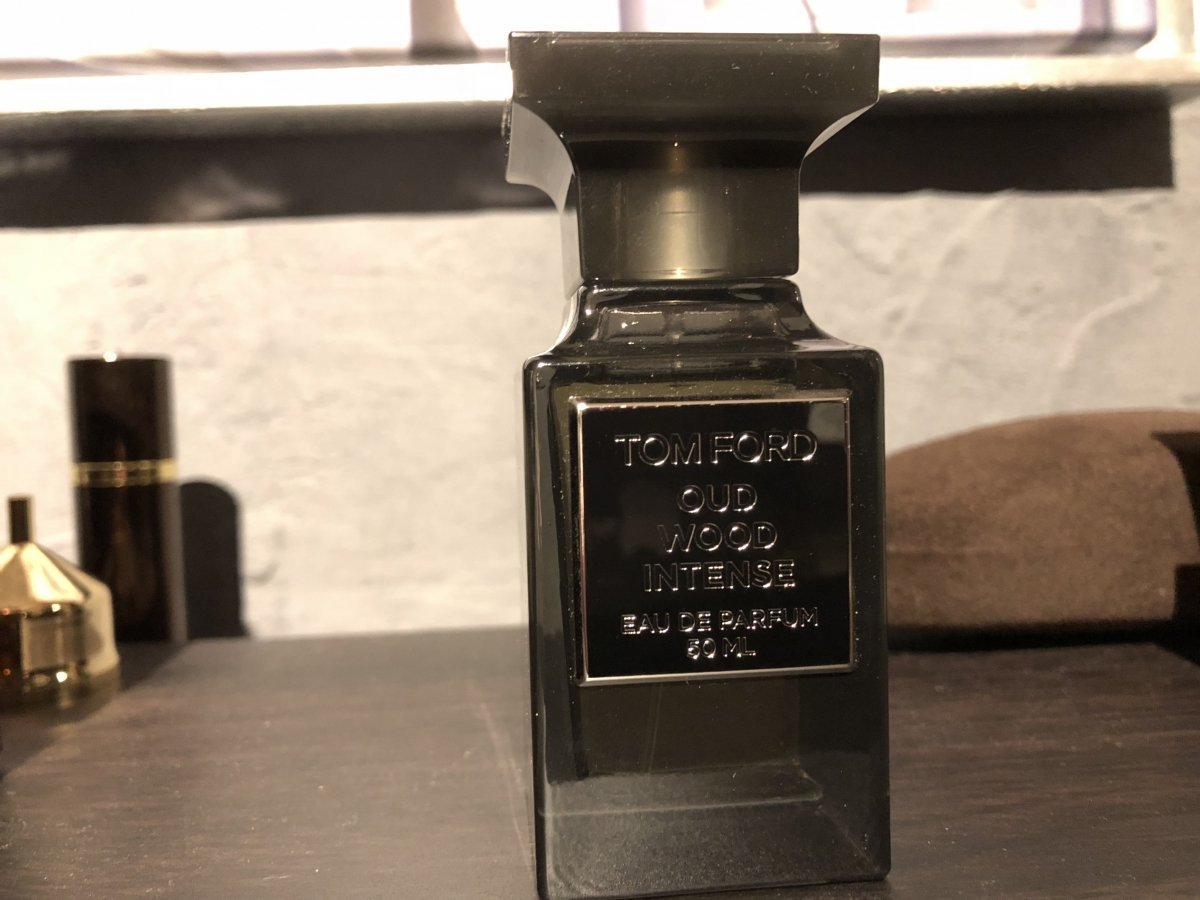 TOM FORD
OUD
WOOD
INTENSE
EAU DE PARFUM
50 ML